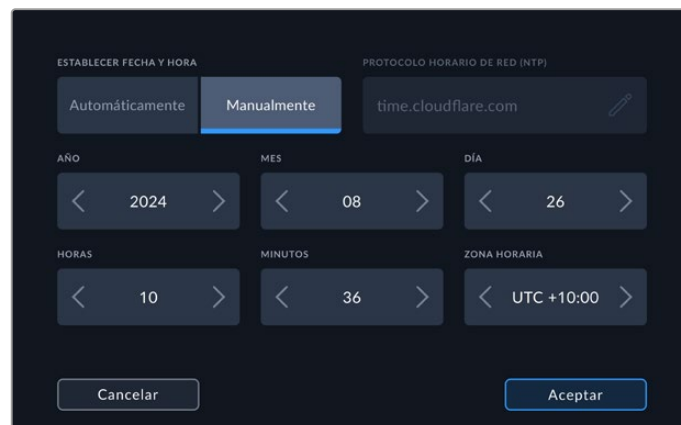 ESTABLECER FECHA Y HORA
PROTOCOLO HORARIO DE RED (NTP)
Automáticamente
Manualmente
time.cloudflare.com
AÑO
MES
DÍA
2024
08
26
HORAS
MINUTOS
ZONA HORARIA
10
36
UTC +10:00
Cancelar
Aceptar